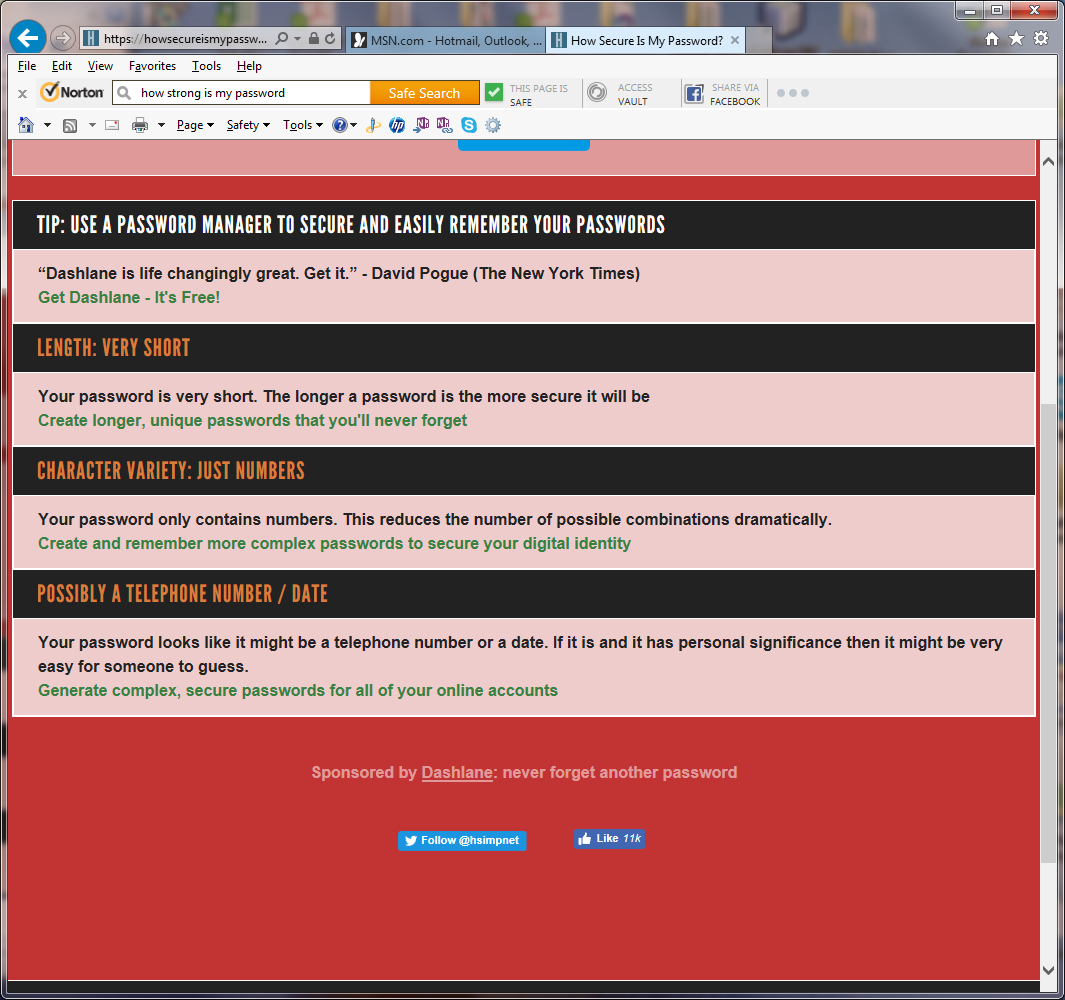 https://howsecureismypassw...
MSN.com - Hotmail, Outlook, ...
How Secure Is My Password?
File Edit View Favorites Tools Help
Norton
how strong is my password
Safe Search
THIS PAGE IS
SAFE
ACCESS
VAULT
SHARE VIA
FACEBOOK
Page Safety Tools
TIP: USE A PASSWORD MANAGER TO SECURE AND EASILY REMEMBER YOUR PASSWORDS
“Dashlane is life changingly great. Get it.” - David Pogue (The New York Times)
Get Dashlane - It's Free!
LENGTH: VERY SHORT
Your password is very short. The longer a password is the more secure it will be
Create longer, unique passwords that you'll never forget
CHARACTER VARIETY: JUST NUMBERS
Your password only contains numbers. This reduces the number of possible combinations dramatically.
Create and remember more complex passwords to secure your digital identity
POSSIBLY A TELEPHONE NUMBER / DATE
Your password looks like it might be a telephone number or a date. If it is and it has personal significance then it might be very
easy for someone to guess.
Generate complex, secure passwords for all of your online accounts
Sponsored by Dashlane: never forget another password
Follow @hsimpnet
Like 11k